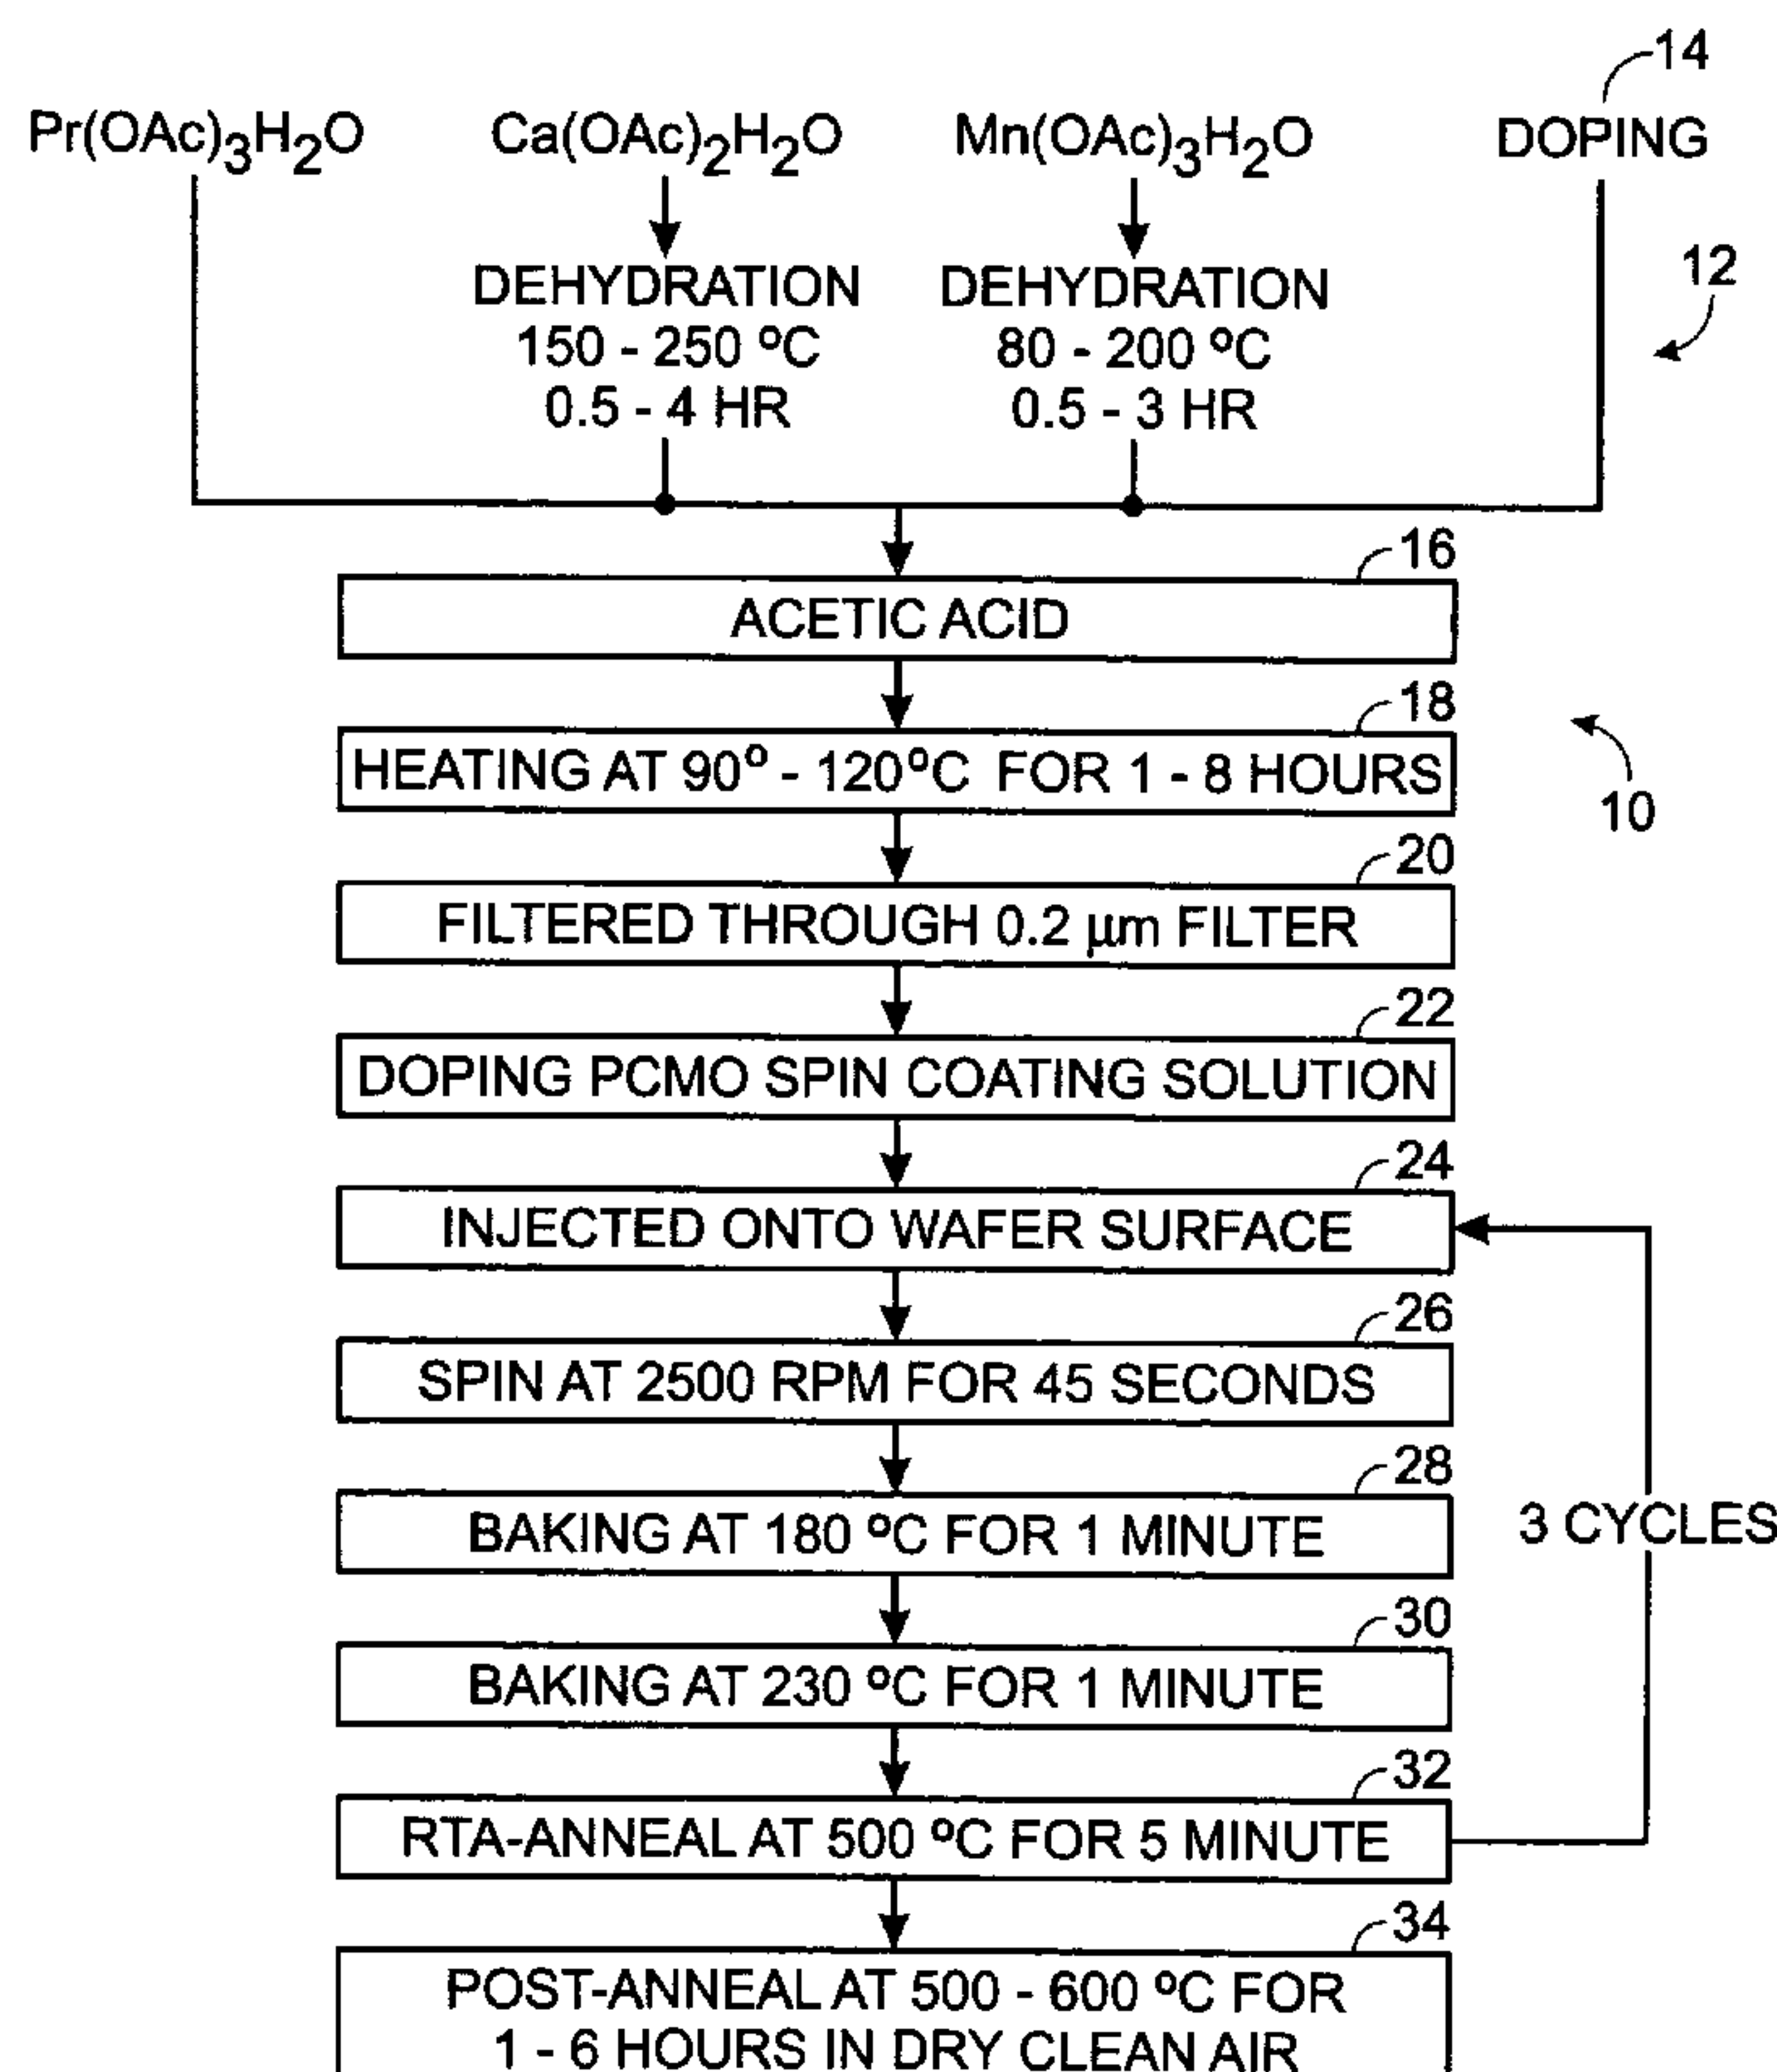 14
Pr(OAc)3H2O Ca(OAc)2H2O Mn(OAc)3H2O DOPING
12
DEHYDRATION DEHYDRATION
150 - 250 ºC 80 - 200 ºC
0.5 - 4 HR 0.5 - 3 HR
16
ACETIC ACID
18
HEATING AT 90º - 120ºC FOR 1 - 8 HOURS
10
20
FILTERED THROUGH 0.2 µm FILTER
22
DOPING PCMO SPIN COATING SOLUTION
24
INJECTED ONTO WAFER SURFACE
26
SPIN AT 2500 RPM FOR 45 SECONDS
28
BAKING AT 180 ºC FOR 1 MINUTE
3 CYCLES
30
BAKING AT 230 ºC FOR 1 MINUTE
32
RTA-ANNEAL AT 500 ºC FOR 5 MINUTE
34
POST-ANNEAL AT 500 - 600 ºC FOR
1 - 6 HOURS IN DRY CLEAN AIR